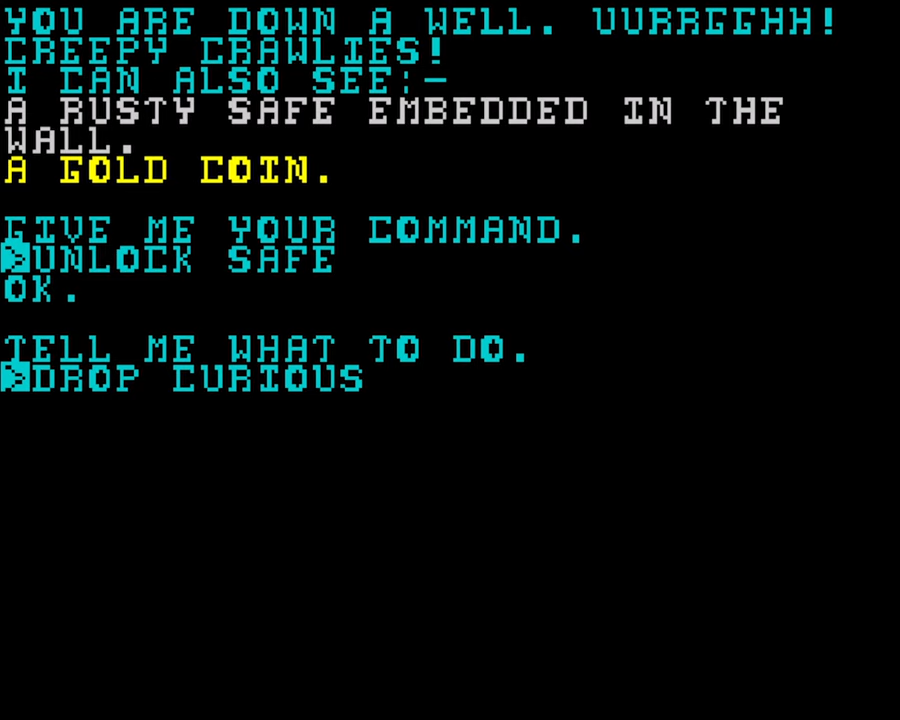 YOU ARE DOWN A WELL. UURRGGHH!
CREEPY CRAWLIES!
I CAN ALSO SEE:-
A RUSTY SAFE EMBEDDED IN THE
WALL.
A GOLD COIN.
GIVE ME YOUR COMMAND.
>UNLOCK SAFE
OK.
TELL ME WHAT TO DO.
>DROP CURIOUS